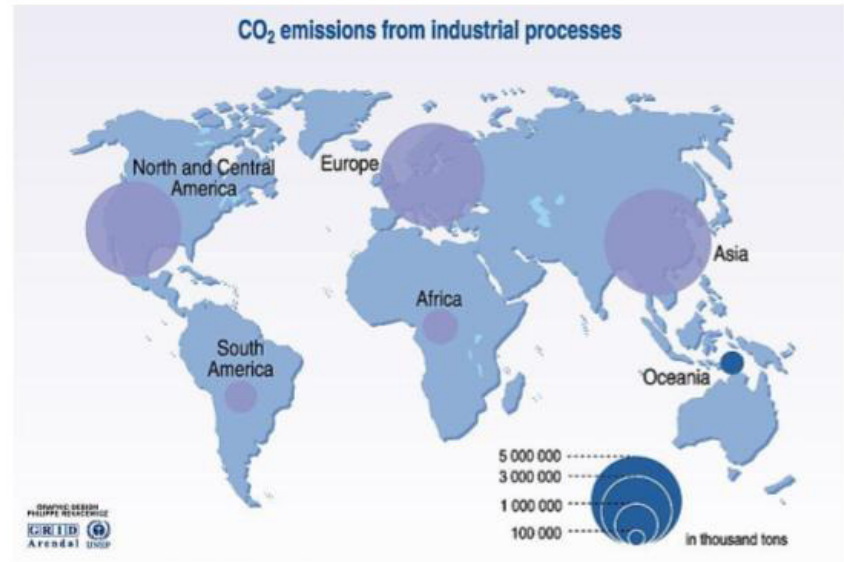 CO₂ emissions from industrial processes
North and Central
America
Europe
Asia
Africa
South
America
Oceania
5 000 000
3 000 000
1 000 000
100 000
in thousand tons
GRAPHIC DESIGN
PHILIPPE REKACEWICZ
GRID
Arendal UNEP